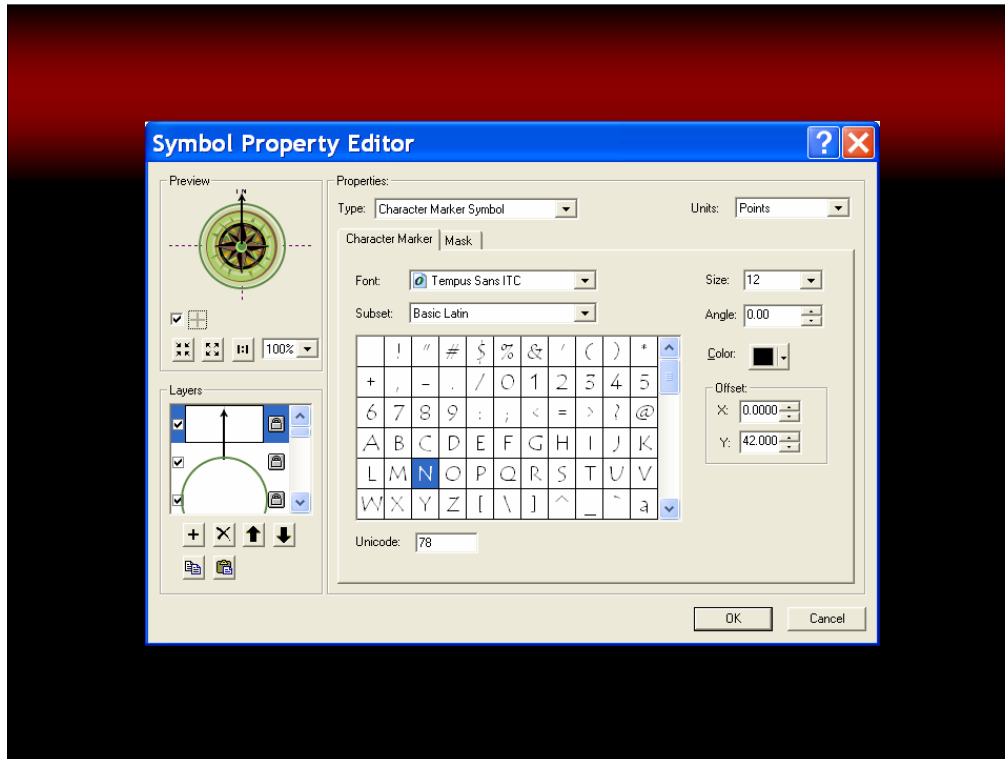 Symbol Property Editor
Preview
N
100%
Layers
Properties:
Type: Character Marker Symbol
Units: Points
Character Marker
Mask
Font: Tempus Sans ITC
Size: 12
Subset: Basic Latin
Angle: 0.00
! " # $ % & ' ( ) *
+ , - . / 0 1 2 3 4 5
6 7 8 9 : ; < = > ? @
A B C D E F G H I J K
L M N O P Q R S T U V
W X Y Z [ \ ] ^ _ ` a
Color:
Offset:
X: 0.0000
Y: 42.000
Unicode: 78
OK
Cancel